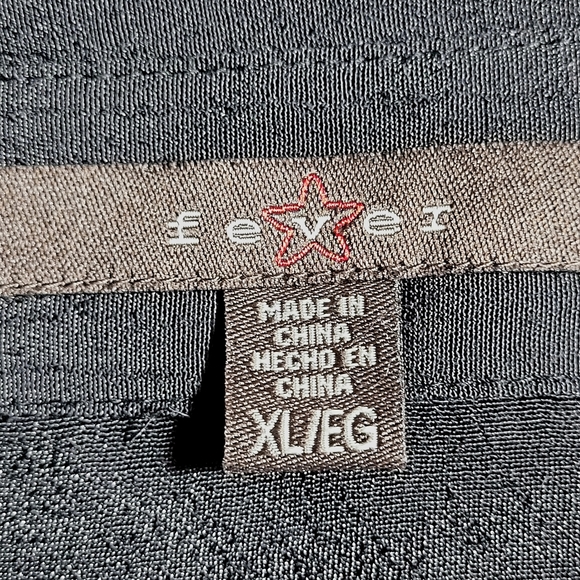 fever
MADE IN
CHINA
HECHO EN
CHINA
XL/EG